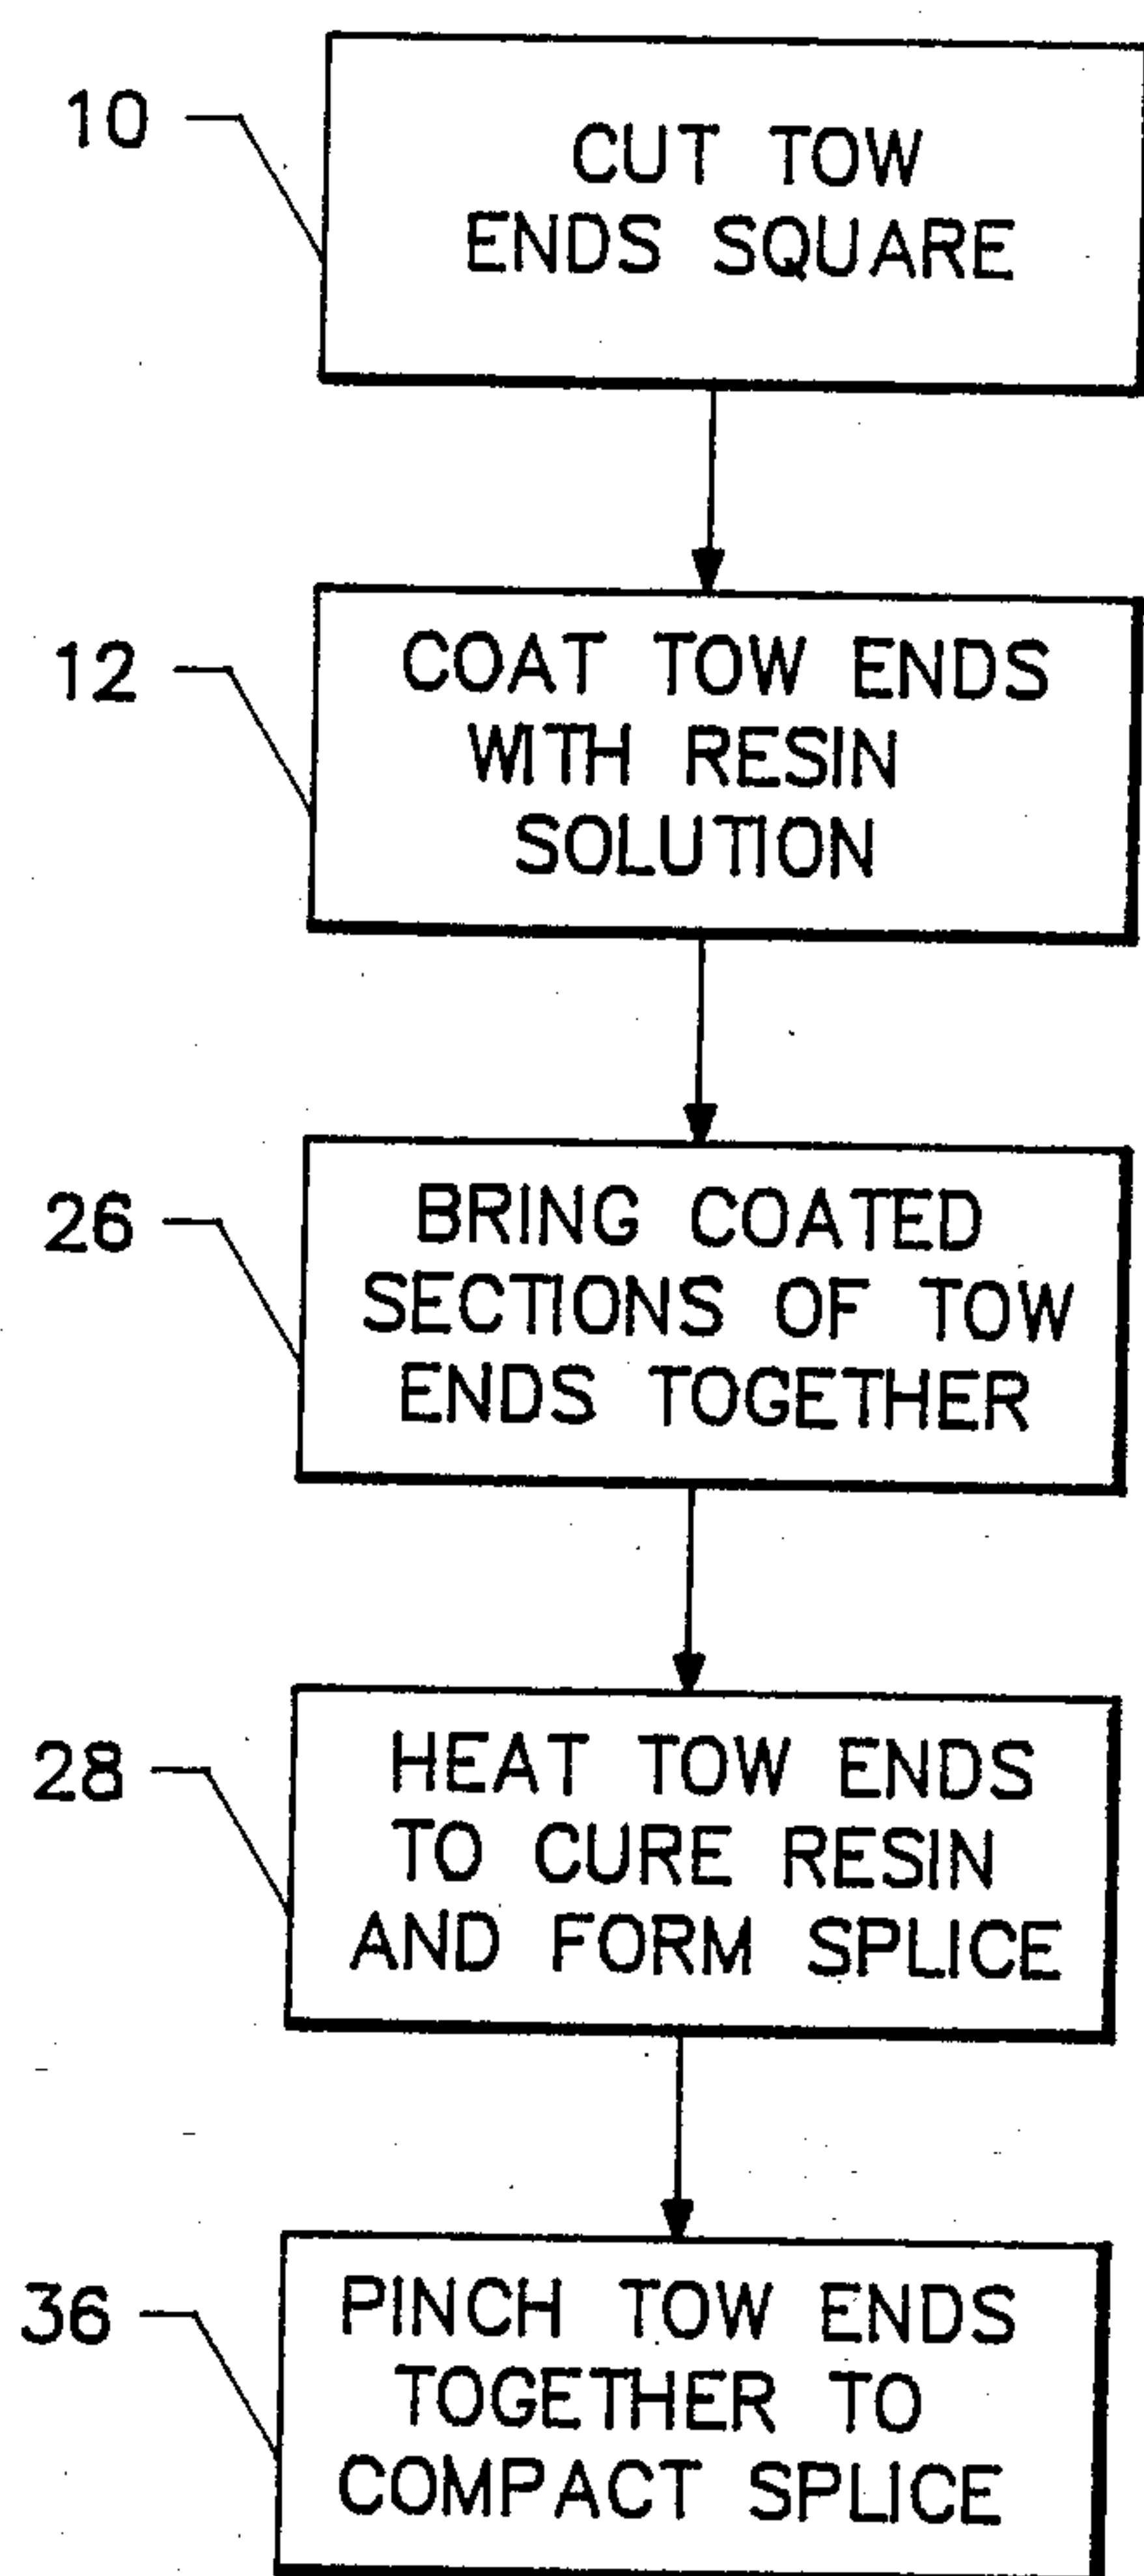 10
CUT TOW
ENDS SQUARE
12
COAT TOW ENDS
WITH RESIN
SOLUTION
26
BRING COATED
SECTIONS OF TOW
ENDS TOGETHER
28
HEAT TOW ENDS
TO CURE RESIN
AND FORM SPLICE
36
PINCH TOW ENDS
TOGETHER TO
COMPACT SPLICE